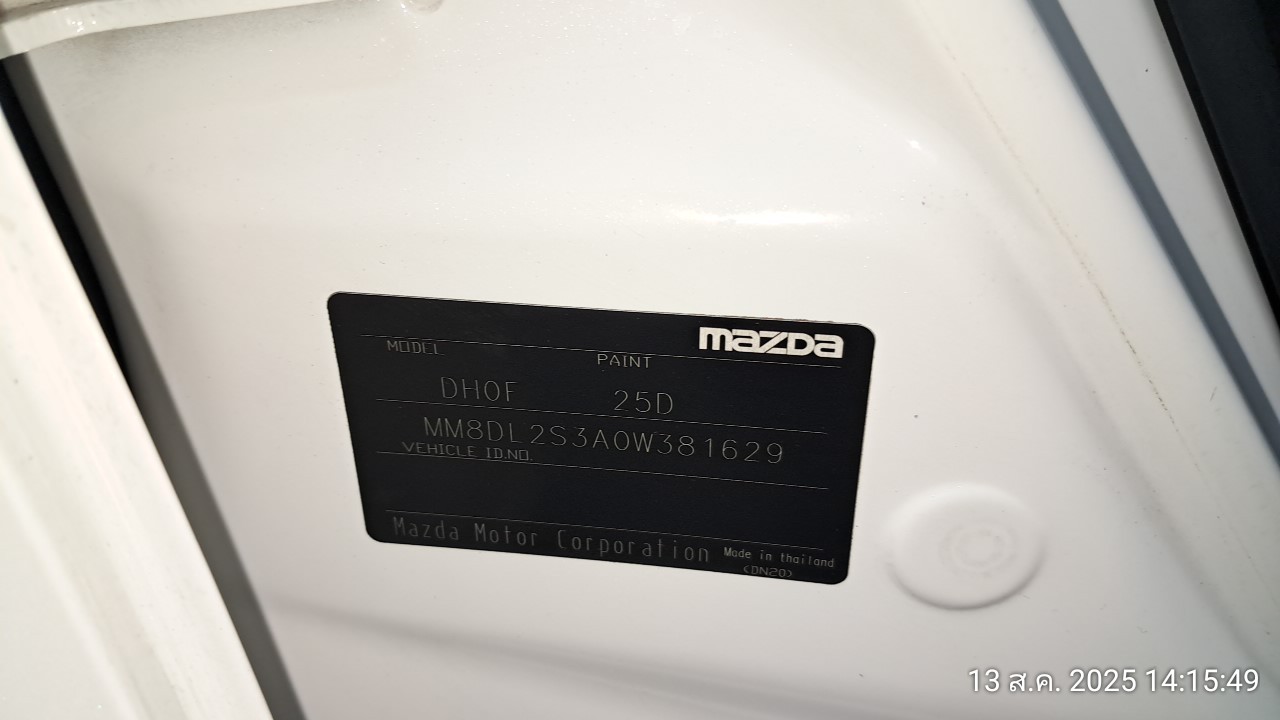 mazda
MODEL PAINT
DH0F 25D
MM8DL2S3A0W381629
VEHICLE ID.NO.
Mazda Motor Corporation Made in thailand
<DN20>
13 ส.ค. 2025 14:15:49